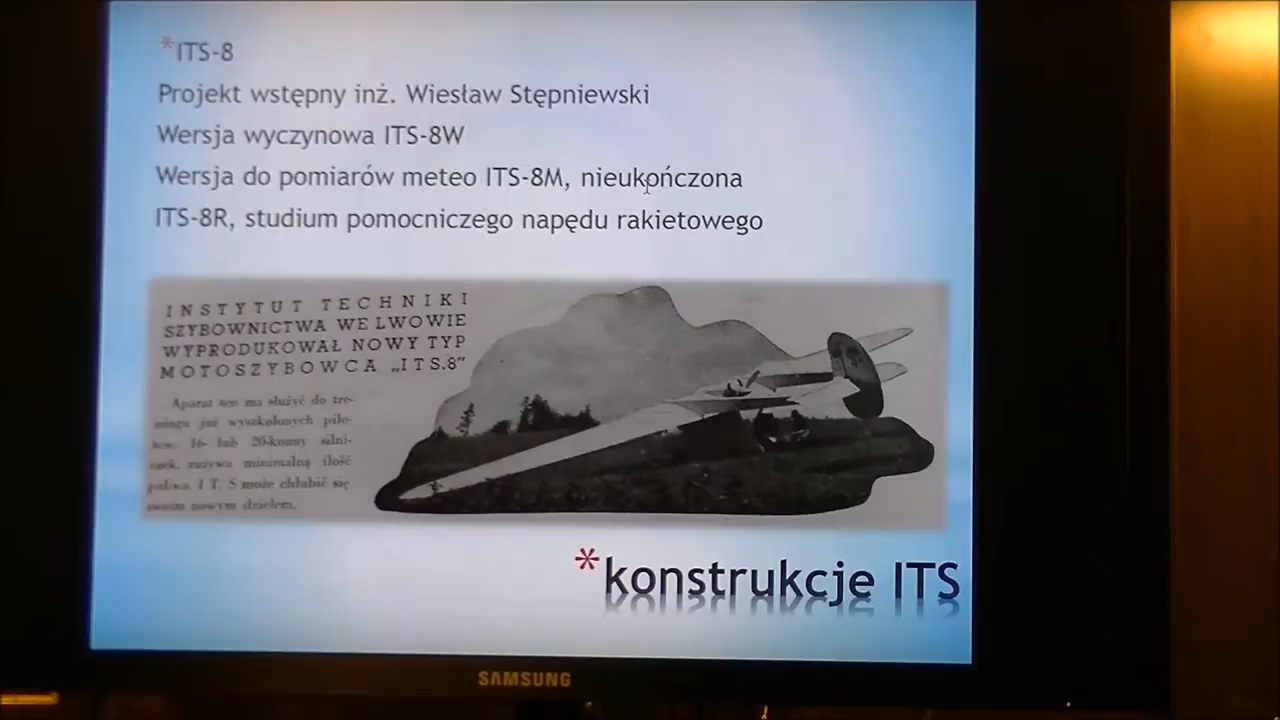 *ITS-8
Projekt wstępny inż. Wiesław Stępniewski
Wersja wyczynowa ITS-8W
Wersja do pomiarów meteo ITS-8M, nieukończona
ITS-8R, studium pomocniczego napędu rakietowego
INSTYTUT TECHNIKI
SZYBOWNICTWA WE LWOWIE
WYPRODUKOWAŁ NOWY TYP
MOTOSZYBOWCA „ITS.8"
Aparat ten ma służyć do tre-
ningu już wyszkolonych pilo-
tów. 16- lub 20-konny silni-
czek, zużywa minimalną ilość
paliwa. I T. S może chlubić się
swoim nowym dziełem.
*konstrukcje ITS
SAMSUNG